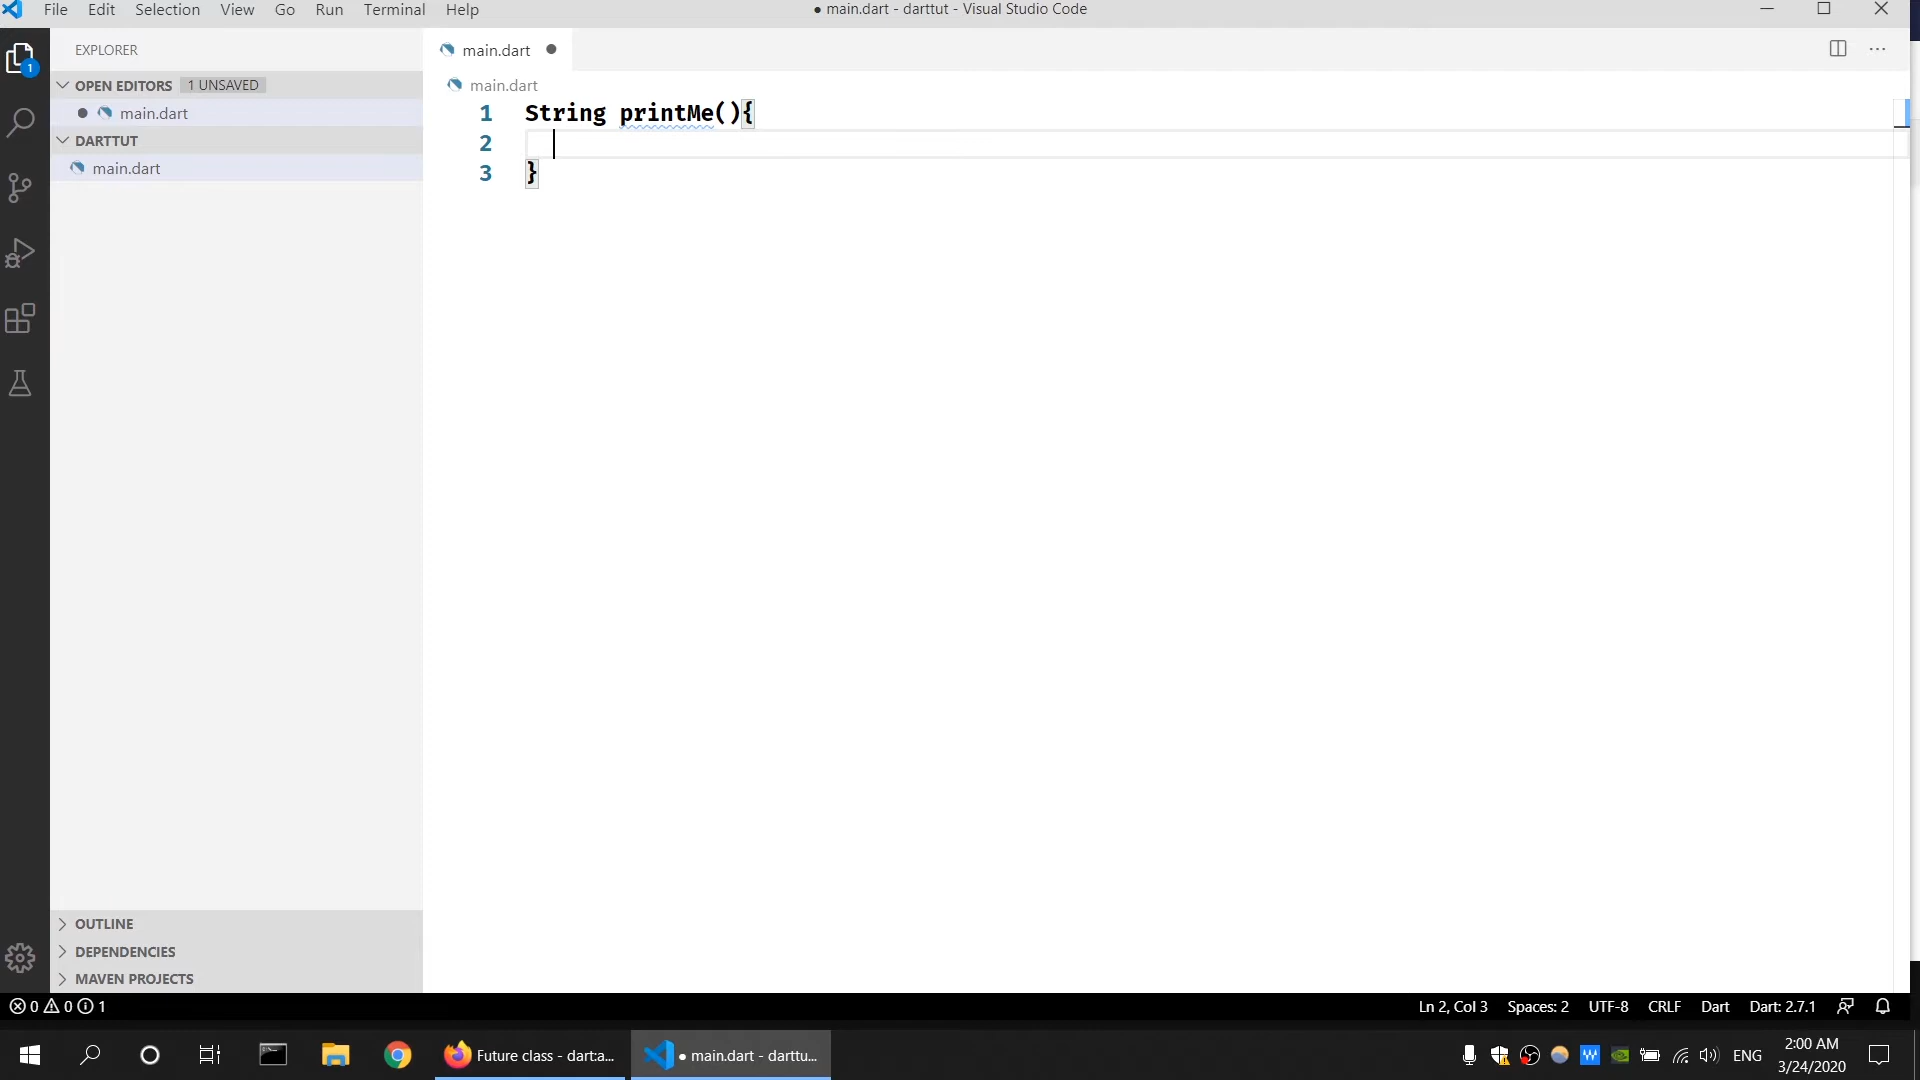 File Edit Selection View Go Run Terminal Help
● main.dart - darttut - Visual Studio Code
EXPLORER
main.dart
1
OPEN EDITORS 1 UNSAVED
main.dart
main.dart
1 String printMe(){
2
3 }
DARTTUT
main.dart
OUTLINE
DEPENDENCIES
MAVEN PROJECTS
0 0 1
Ln 2, Col 3 Spaces: 2 UTF-8 CRLF Dart Dart: 2.7.1
Future class - dart:a...
● main.dart - darttu...
ENG
2:00 AM
3/24/2020